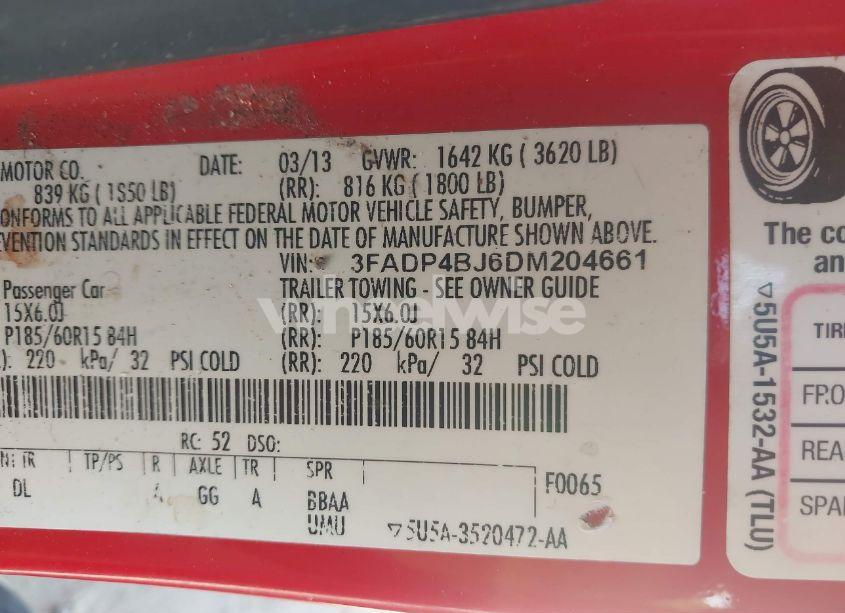 MOTOR CO. DATE: 03/13 GVWR: 1642 KG ( 3620 LB)
839 KG ( 1850 LB) (RR): 816 KG ( 1800 LB)
ONFORMS TO ALL APPLICABLE FEDERAL MOTOR VEHICLE SAFETY, BUMPER,
EVENTION STANDARDS IN EFFECT ON THE DATE OF MANUFACTURE SHOWN ABOVE.
VIN: 3FADP4BJ6DM204661
Passenger Car TRAILER TOWING - SEE OWNER GUIDE
15X6.0J (RR): 15X6.0J
P185/60R15 84H (RR): P185/60R15 84H
): 220 kPa/ 32 PSI COLD (RR): 220 kPa/ 32 PSI COLD
RC: 52 DSO:
TR TP/PS R AXLE TR SPR F0065
DL A GG A BBAA
UMU ▽5U5A-3520472-AA
The co
an
TIRE
FRO
REA
SPAR
▽5U5A-1532-AA (TLU)
wheelwise